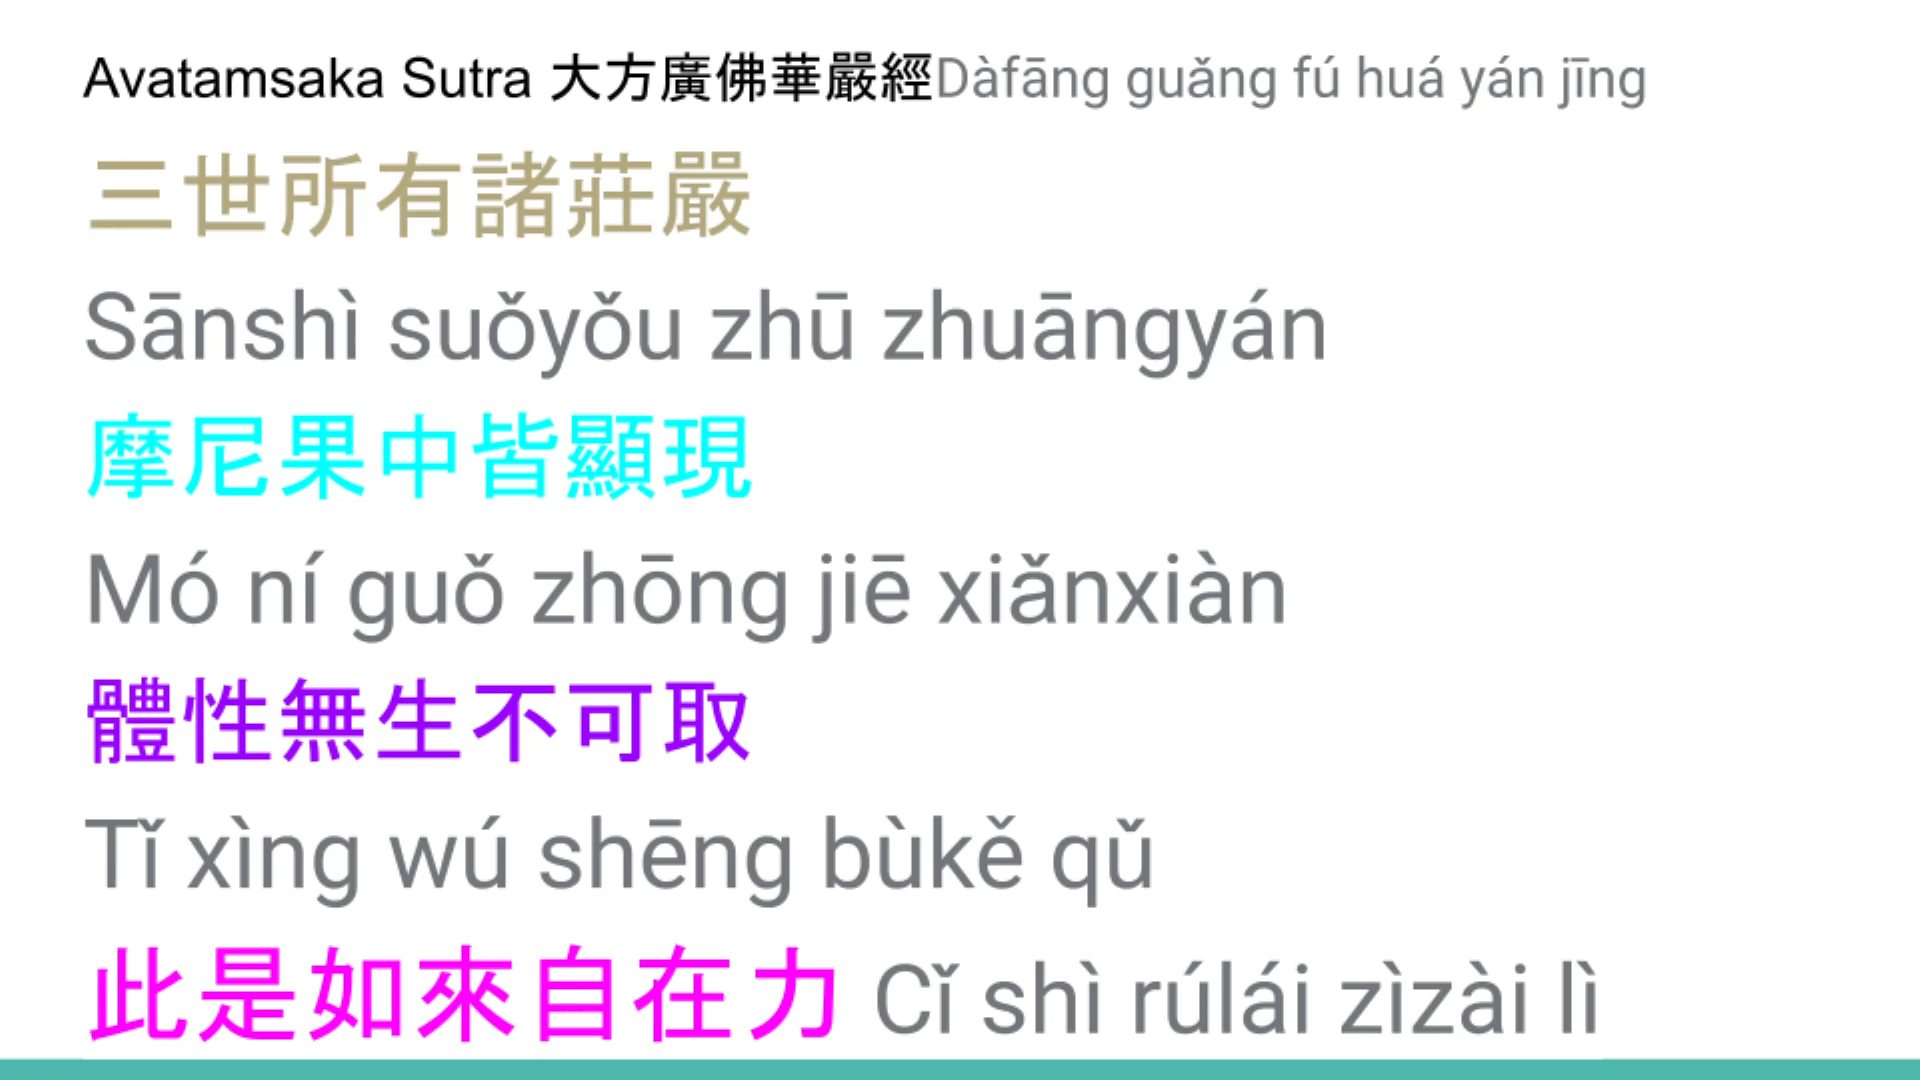 Avatamsaka Sutra 大方廣佛華嚴經Dàfāng guǎng fú huá yán jīng
三世所有諸莊嚴
Sānshì suǒyǒu zhū zhuāngyán
摩尼果中皆顯現
Mó ní guǒ zhōng jiē xiǎnxiàn
體性無生不可取
Tǐ xìng wú shēng bùkě qǔ
此是如來自在力 Cǐ shì rúlái zìzài lì